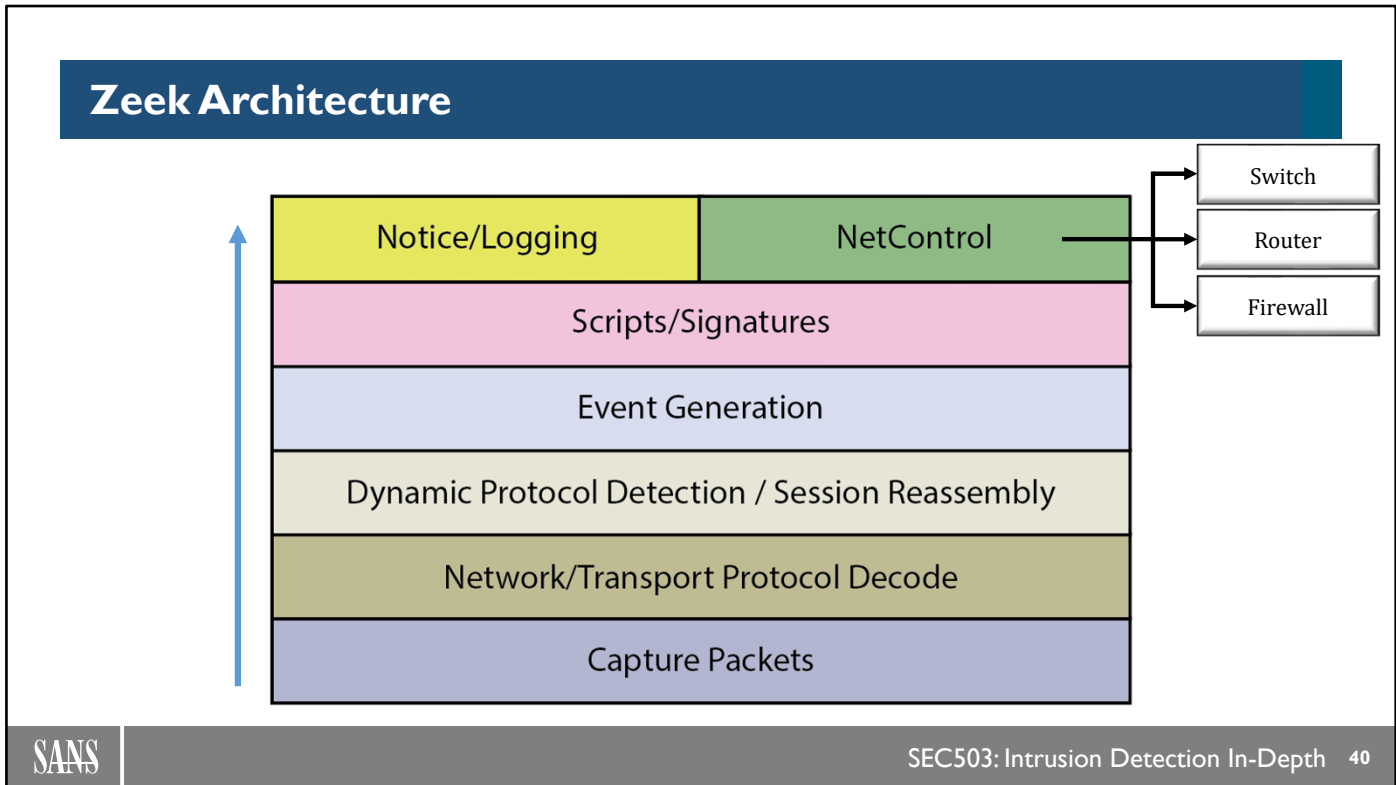 Zeek Architecture
Switch
Notice/Logging
NetControl
Router
Firewall
Scripts/Signatures
Event Generation
Dynamic Protocol Detection / Session Reassembly
Network/Transport Protocol Decode
Capture Packets
SANS
SEC503: Intrusion Detection In-Depth 40